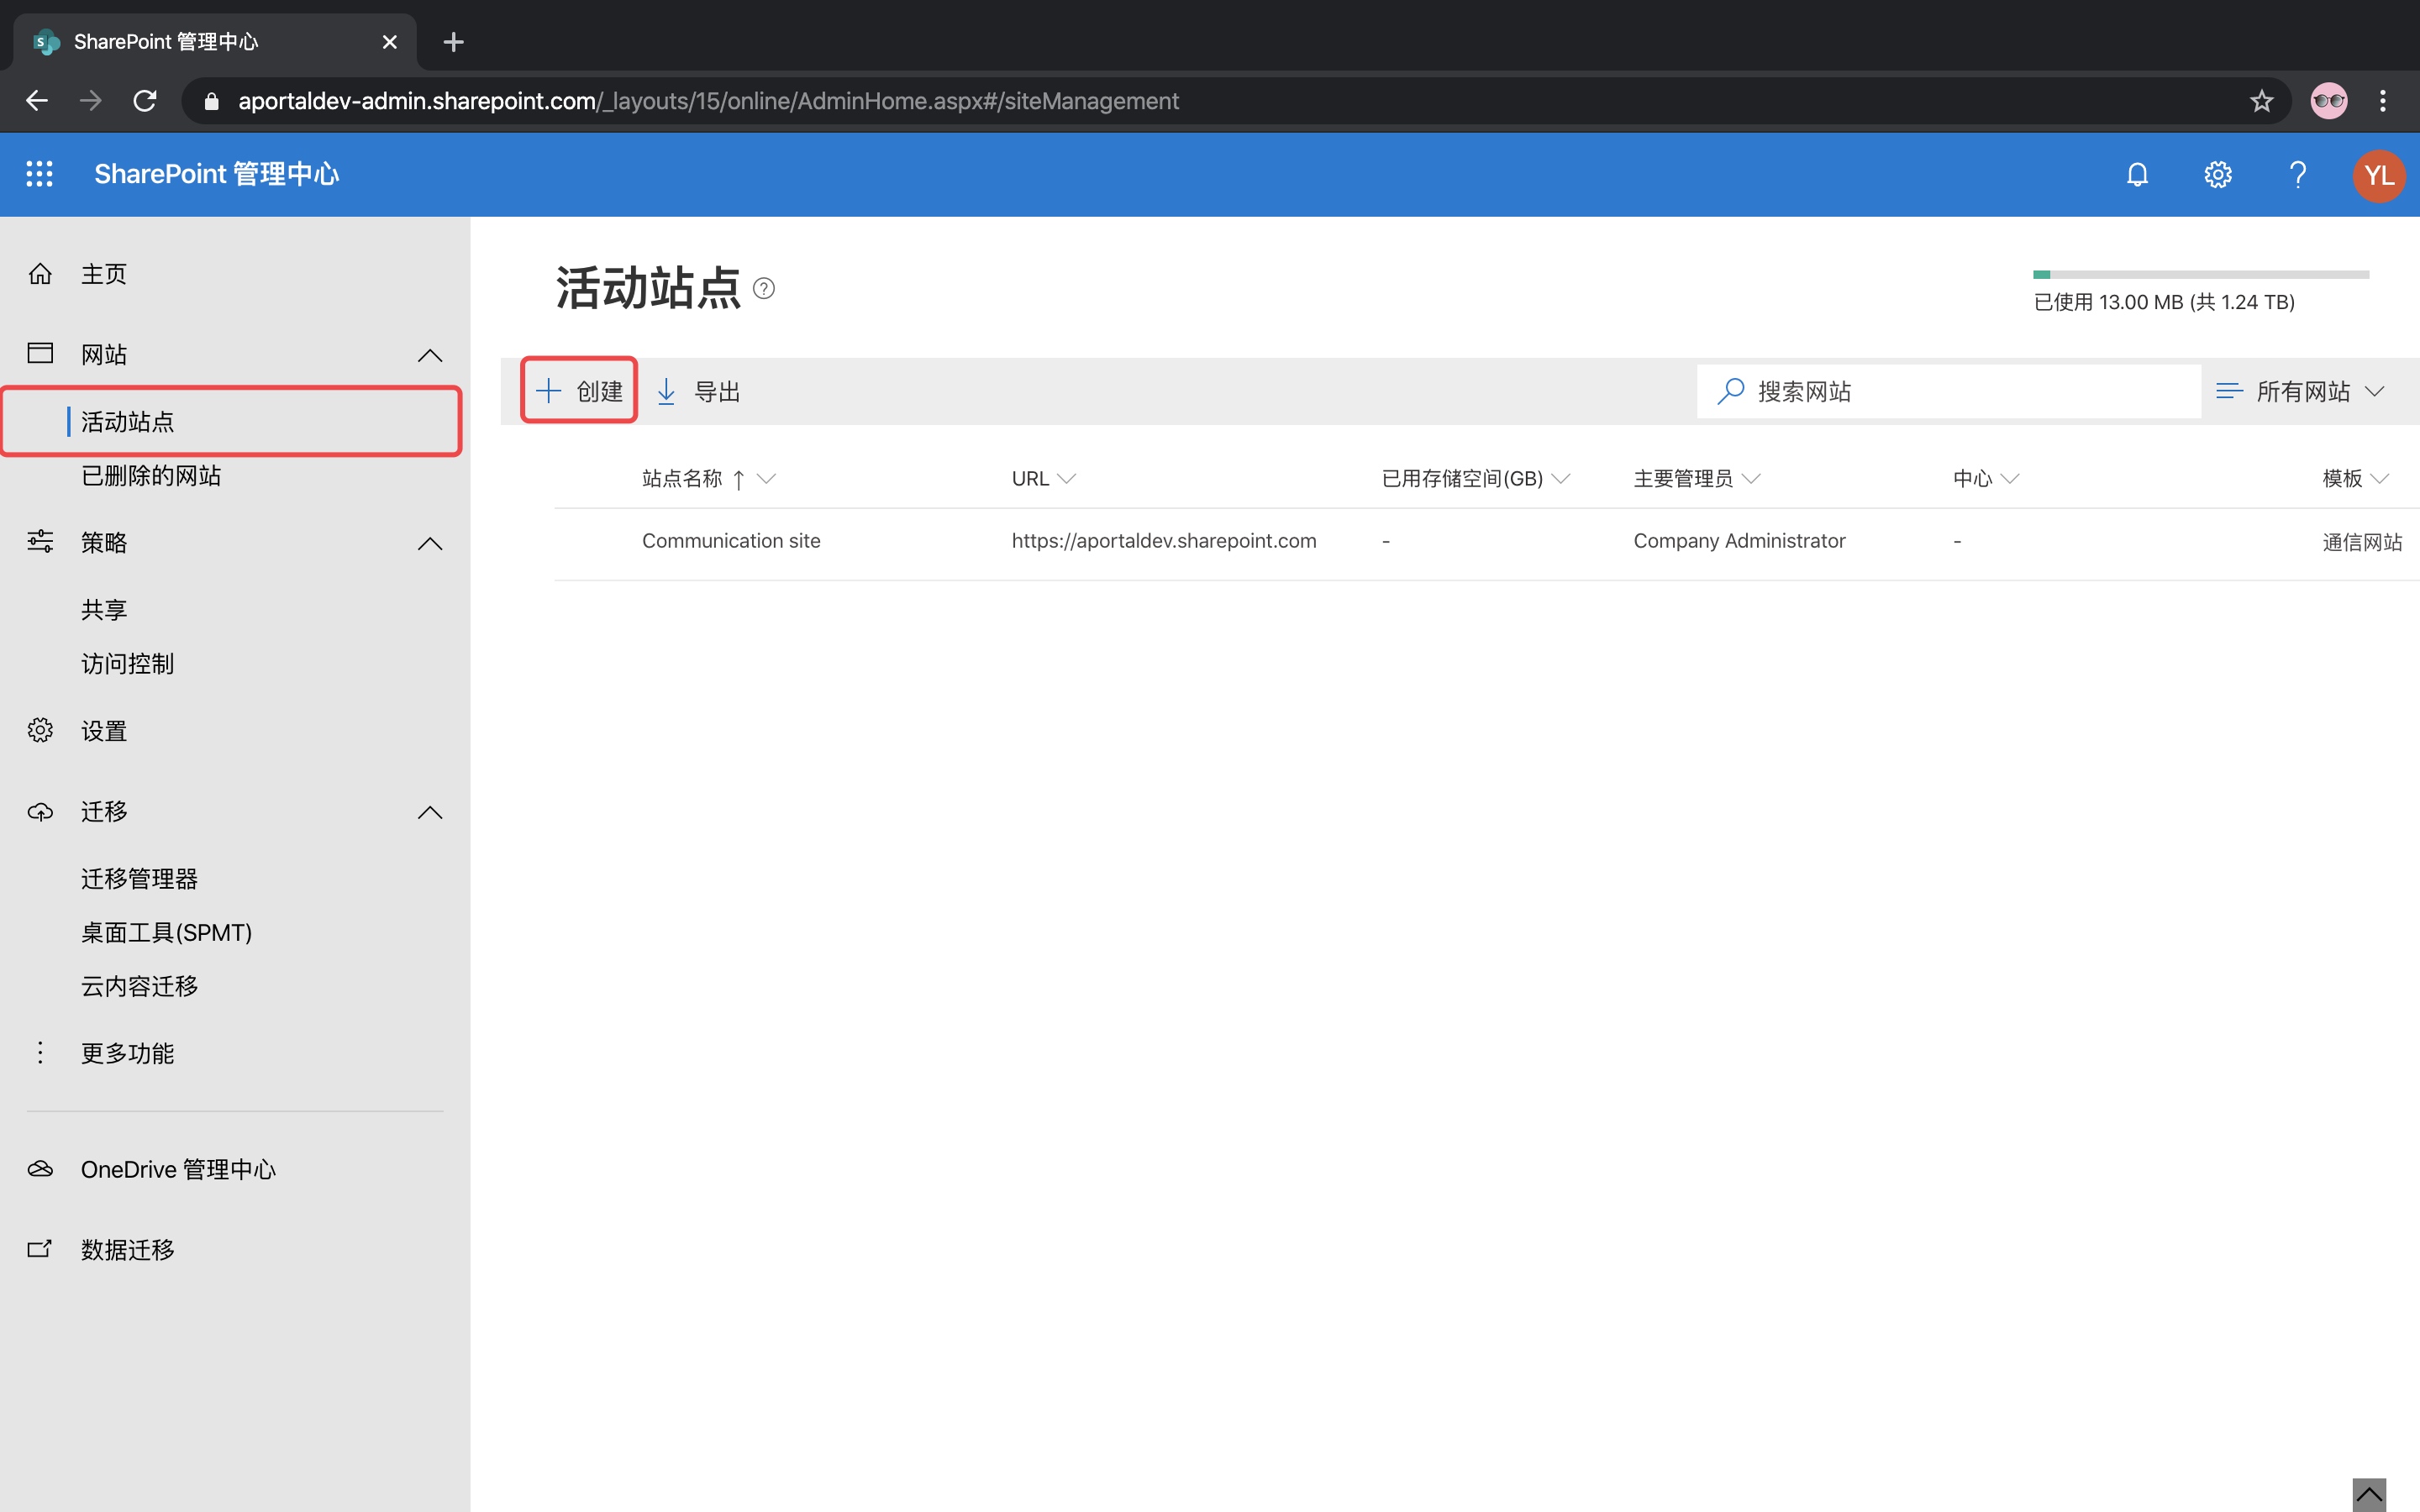 SharePoint 管理中心
aportaldev-admin.sharepoint.com/_layouts/15/online/AdminHome.aspx#/siteManagement
SharePoint 管理中心
YL
主页
网站
活动站点
已删除的网站
策略
共享
访问控制
设置
迁移
迁移管理器
桌面工具(SPMT)
云内容迁移
更多功能
OneDrive 管理中心
数据迁移
活动站点
已使用 13.00 MB (共 1.24 TB)
创建 导出 搜索网站 所有网站
站点名称 ↑ URL 已用存储空间(GB) 主要管理员 中心 模板
Communication site https://aportaldev.sharepoint.com - Company Administrator - 通信网站